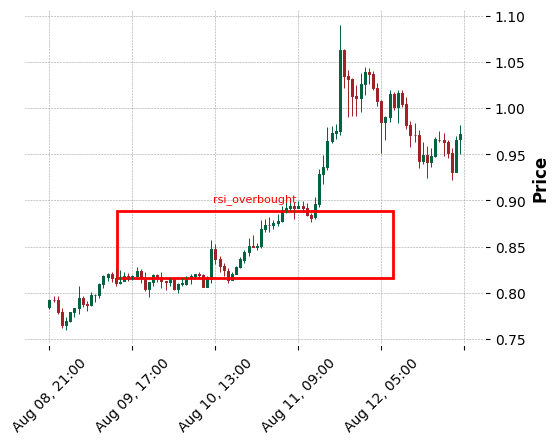 1.10
1.05
1.00
0.95
0.90
0.85
0.80
0.75
Price
rsi_overbought
Aug 08, 21:00
Aug 09, 17:00
Aug 10, 13:00
Aug 11, 09:00
Aug 12, 05:00